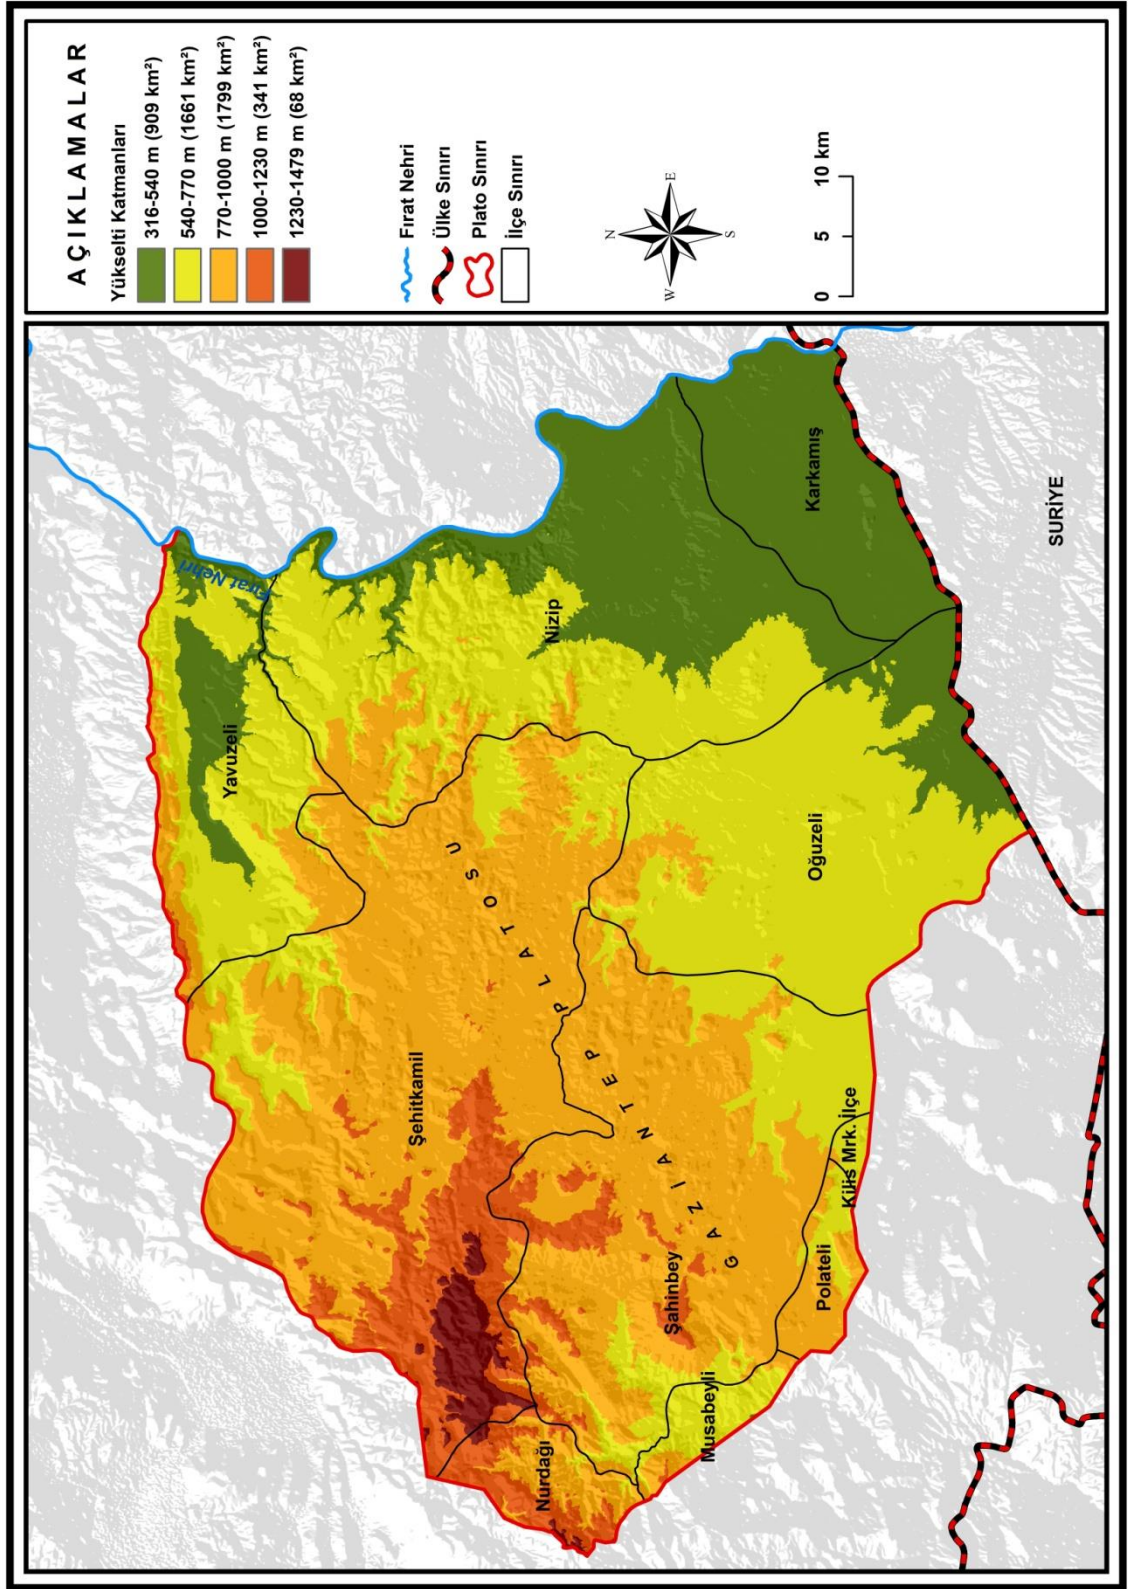 AÇIKLAMALAR
Yükselti Katmanları
316-540 m (909 km²)
540-770 m (1661 km²)
770-1000 m (1799 km²)
1000-1230 m (341 km²)
1230-1479 m (68 km²)
Fırat Nehri
Ülke Sınırı
Plato Sınırı
İlçe Sınırı
N
W
E
S
0 5 10 km
Fırat Nehri
Yavuzeli
Şehitkamil
Nizip
Nurdağı
GAZİANTEP PLATOSU
Şahinbey
Musabeyli
Karkamış
Oğuzeli
Polateli
Kilis Mrk. İlçe
SURİYE